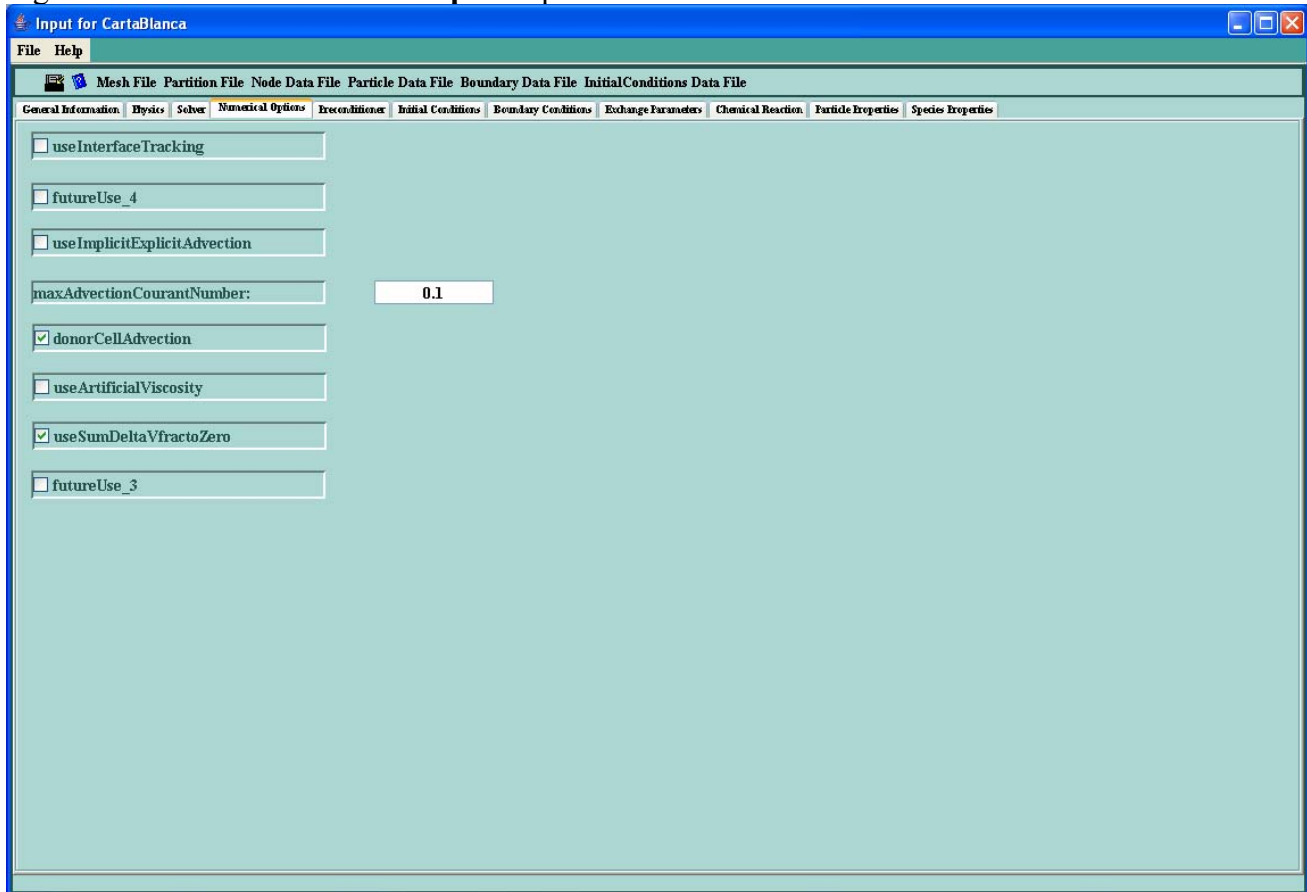 Input for CartaBlanca
File Help
Mesh File Partition File Node Data File Particle Data File Boundary Data File InitialConditions Data File
General Information Physics Solver Numerical Options Preconditioner Initial Conditions Boundary Conditions Exchange Parameters Chemical Reaction Particle Properties Species Properties
useInterfaceTracking
futureUse_4
useImplicitExplicitAdvection
maxAdvectionCourantNumber: 0.1
donorCellAdvection
useArtificialViscosity
useSumDeltaVfractoZero
futureUse_3